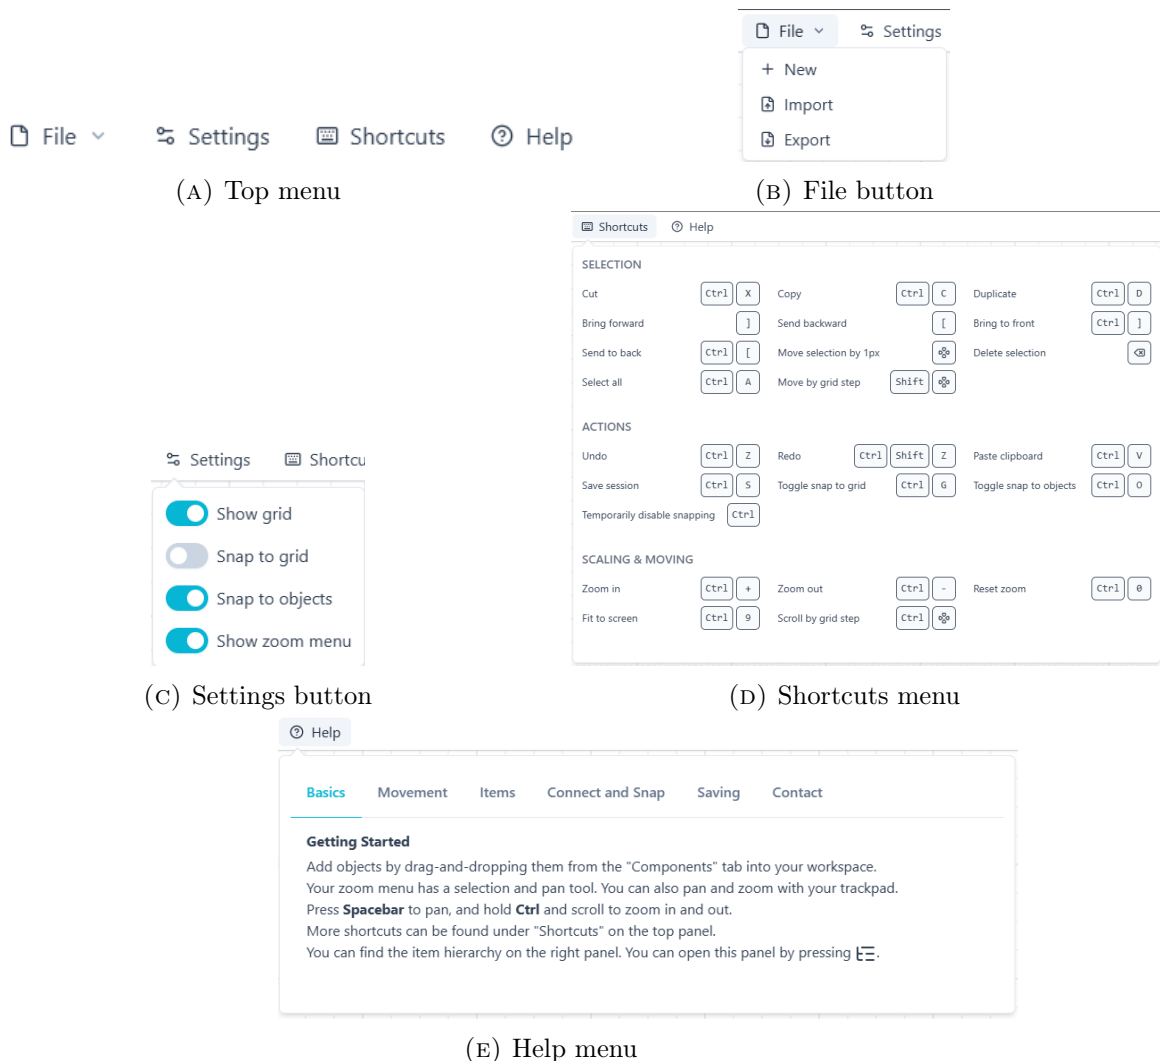 File Settings Shortcuts Help
(A) Top menu
File Settings
New
Import
Export
(B) File button
Settings Shortcu
Show grid
Snap to grid
Snap to objects
Show zoom menu
(C) Settings button
Shortcuts Help
SELECTION
Cut Ctrl X Copy Ctrl C Duplicate Ctrl D
Bring forward ] Send backward [ Bring to front Ctrl ]
Send to back Ctrl [ Move selection by 1px Delete selection
Select all Ctrl A Move by grid step Shift
ACTIONS
Undo Ctrl Z Redo Ctrl Shift Z Paste clipboard Ctrl V
Save session Ctrl S Toggle snap to grid Ctrl G Toggle snap to objects Ctrl O
Temporarily disable snapping Ctrl
SCALING & MOVING
Zoom in Ctrl + Zoom out Ctrl - Reset zoom Ctrl 0
Fit to screen Ctrl 9 Scroll by grid step Ctrl
(D) Shortcuts menu
Help
Basics Movement Items Connect and Snap Saving Contact
Getting Started
Add objects by drag-and-dropping them from the "Components" tab into your workspace.
Your zoom menu has a selection and pan tool. You can also pan and zoom with your trackpad.
Press Spacebar to pan, and hold Ctrl and scroll to zoom in and out.
More shortcuts can be found under "Shortcuts" on the top panel.
You can find the item hierarchy on the right panel. You can open this panel by pressing .
(E) Help menu